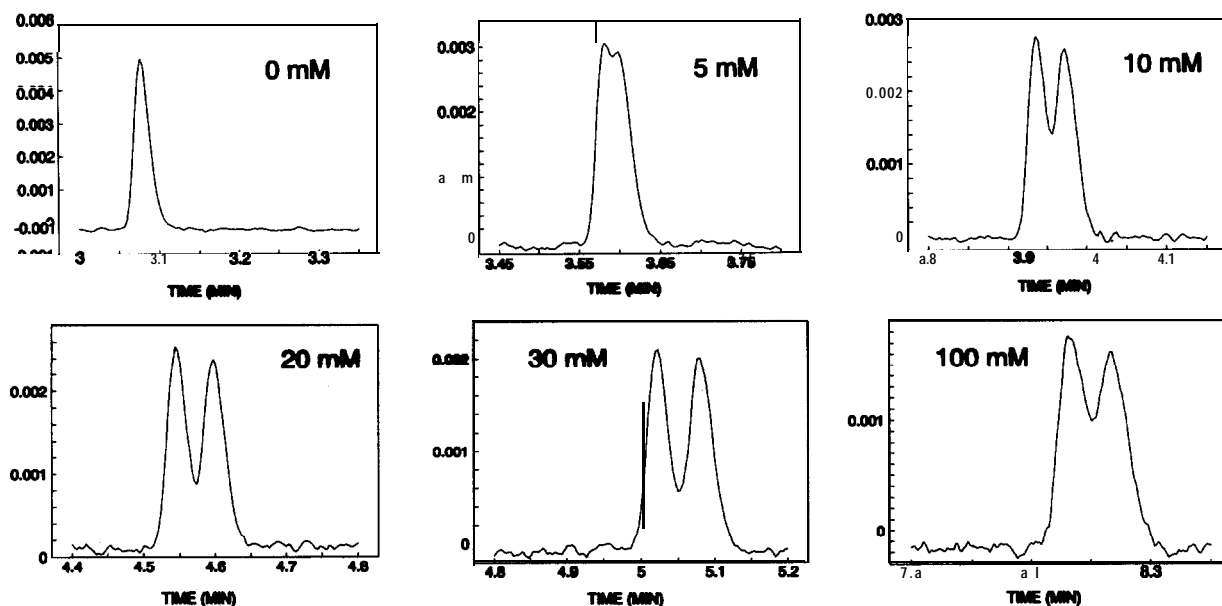 0.006
0.005
0.004
0.003
0.002
0.001
-0.001
0 mM
3 3.1 3.2 3.3
TIME (MIN)
0.003
0.002
a m
0
5 mM
3.45 3.55 3.65 3.75
TIME (MIN)
0.003
0.002
0.001
0
10 mM
a.8 3.9 4 4.1
TIME (MIN)
0.002
0.001
0
20 mM
4.4 4.5 4.6 4.7 4.8
TIME (MIN)
0.002
0.001
0
30 mM
4.8 4.9 5 5.1 5.2
TIME (MIN)
0.001
0
100 mM
7.a a l 8.3
TIME (MIN)